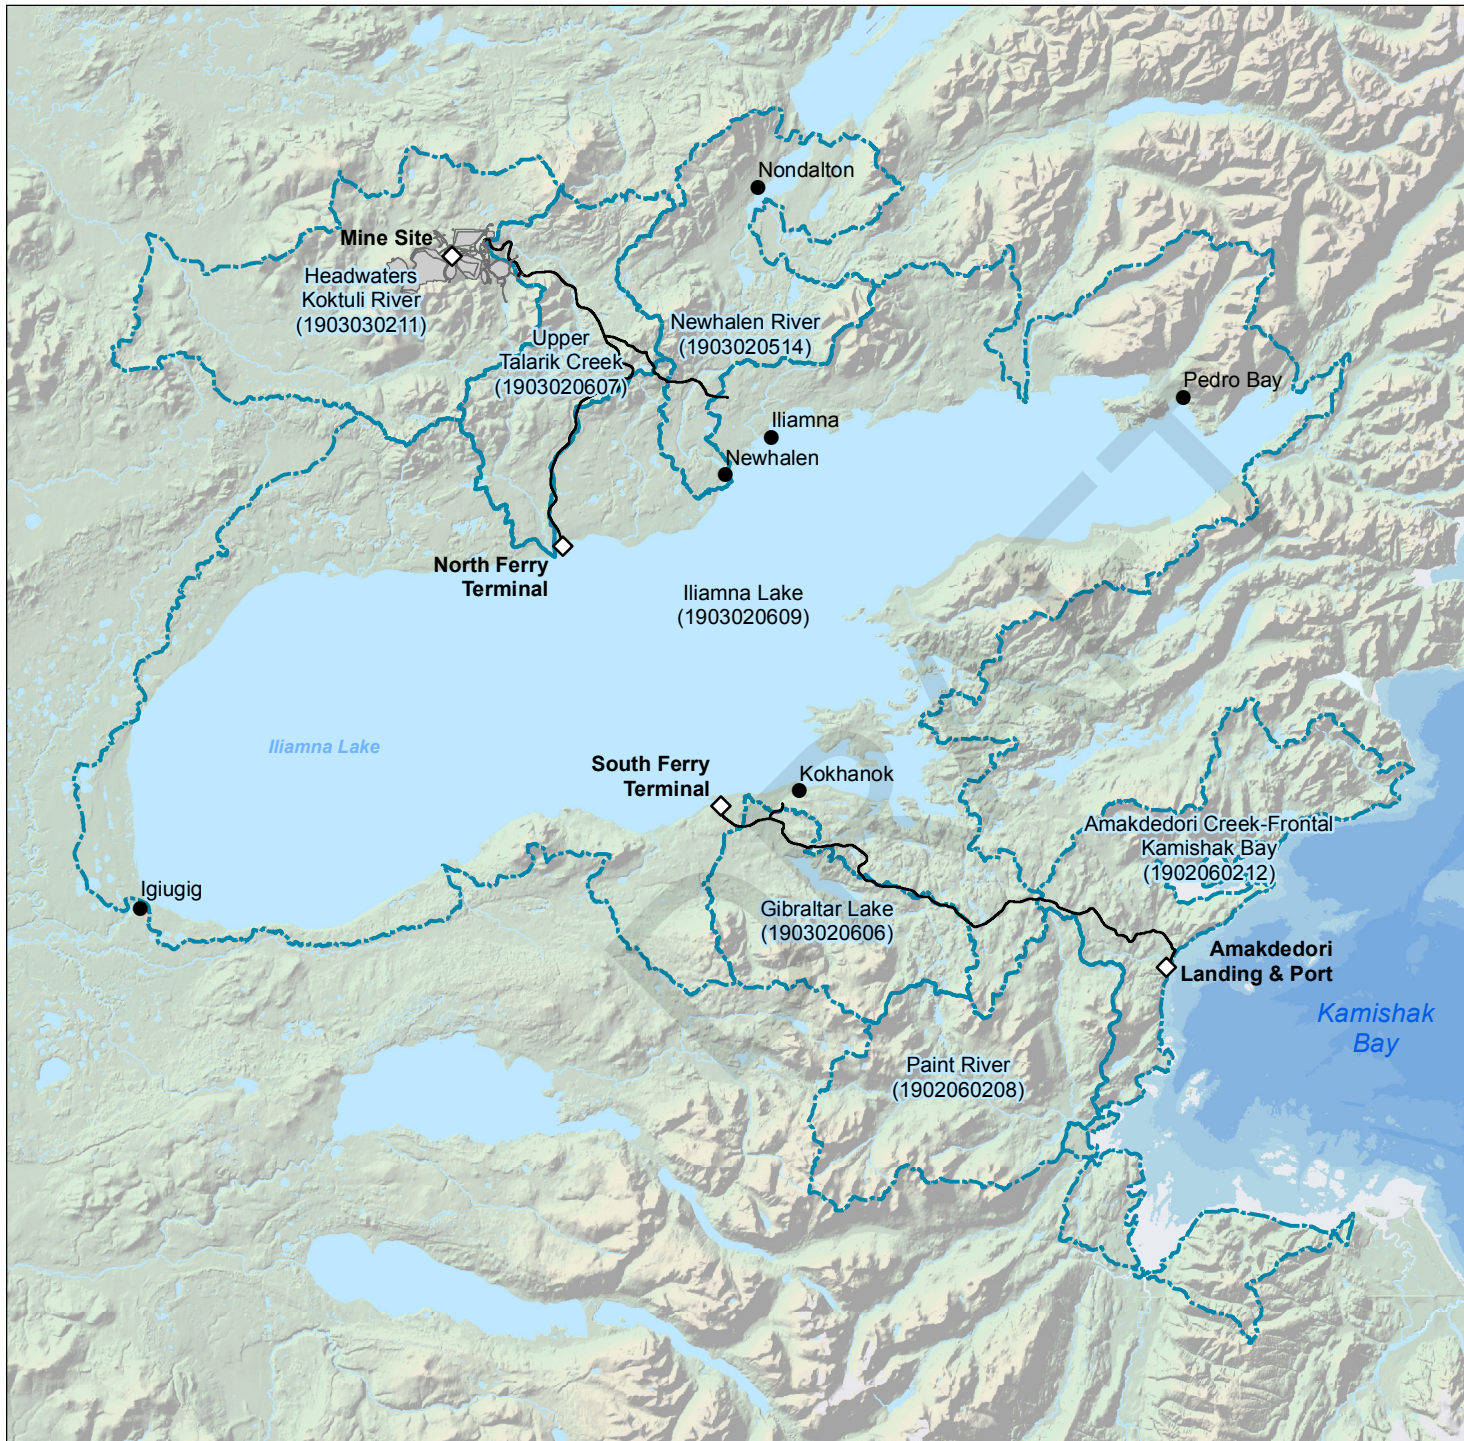 Nondalton
Mine Site
Headwaters
Koktuli River
(1903030211)
Newhalen River
(1903020514)
Upper
Talarik Creek
(1903020607)
Pedro Bay
Iliamna
Newhalen
North Ferry
Terminal
Iliamna Lake
(1903020609)
Iliamna Lake
South Ferry
Terminal
Kokhanok
Amakdedori Creek-Frontal
Kamishak Bay
(1902060212)
Igiugig
Gibraltar Lake
(1903020606)
Amakdedori
Landing & Port
Kamishak
Bay
Paint River
(1902060208)
DRAFT